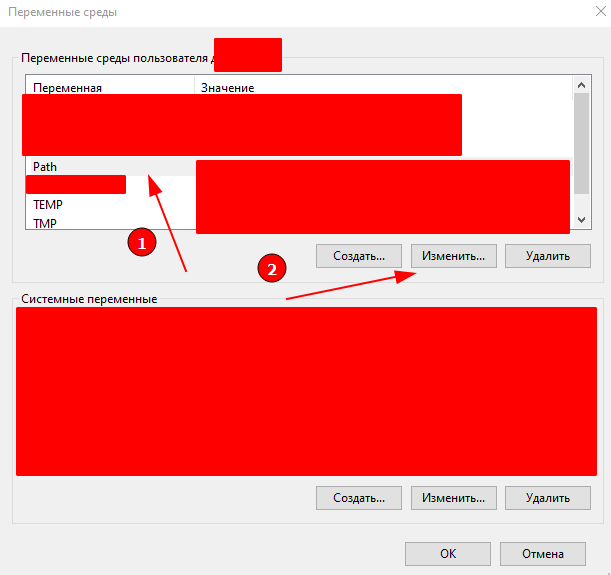 Переменные среды
Переменные среды пользователя д
Переменная Значение
Path
TEMP
TMP
1
2
Создать... Изменить... Удалить
Системные переменные
Создать... Изменить... Удалить
OK Отмена